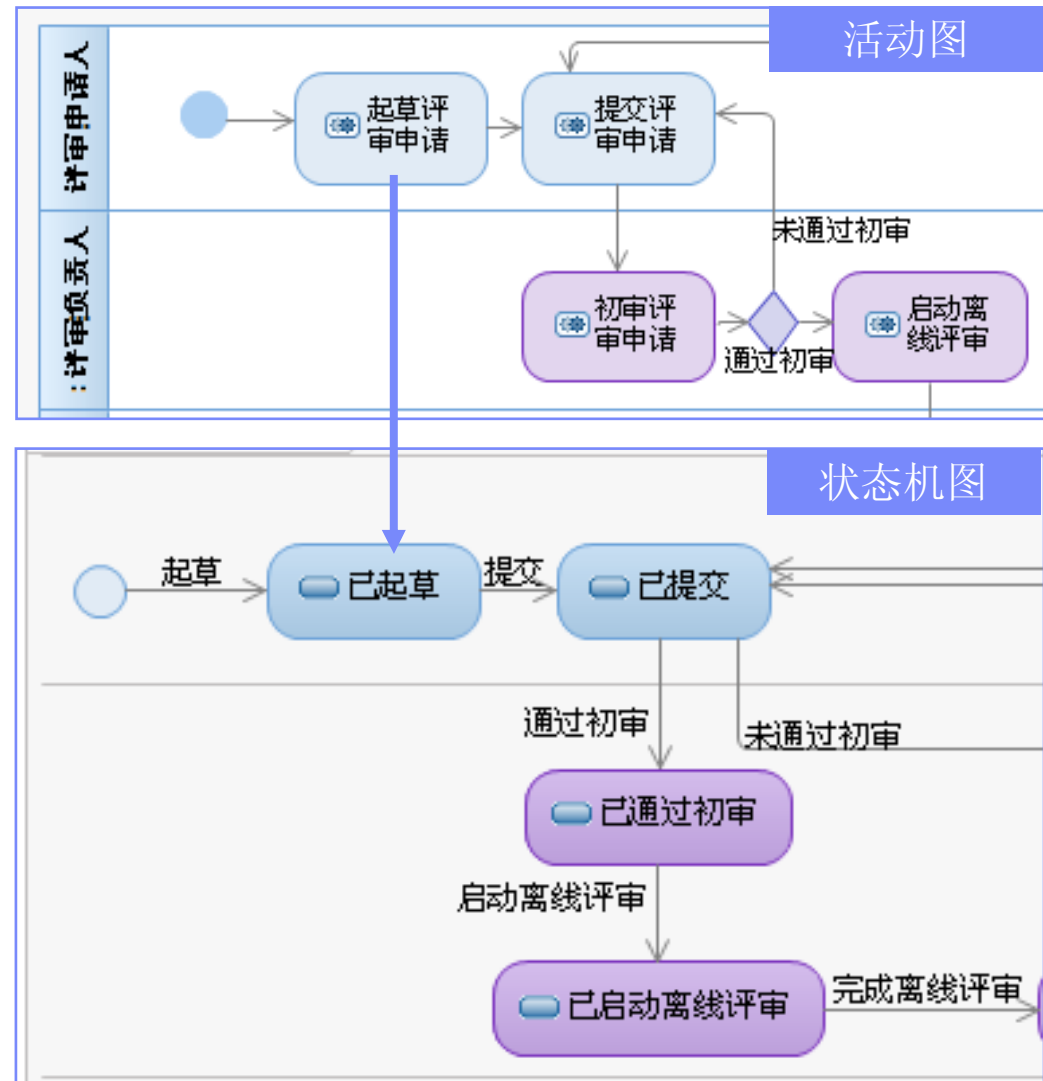 活动图
评审申请人
起草评
审申请
提交评
审申请
未通过初审
:评审负责人
初审评
审申请
通过初审
启动离
线评审
状态机图
起草
已起草
提交
已提交
通过初审
未通过初审
已通过初审
启动离线评审
已启动离线评审
完成离线评审